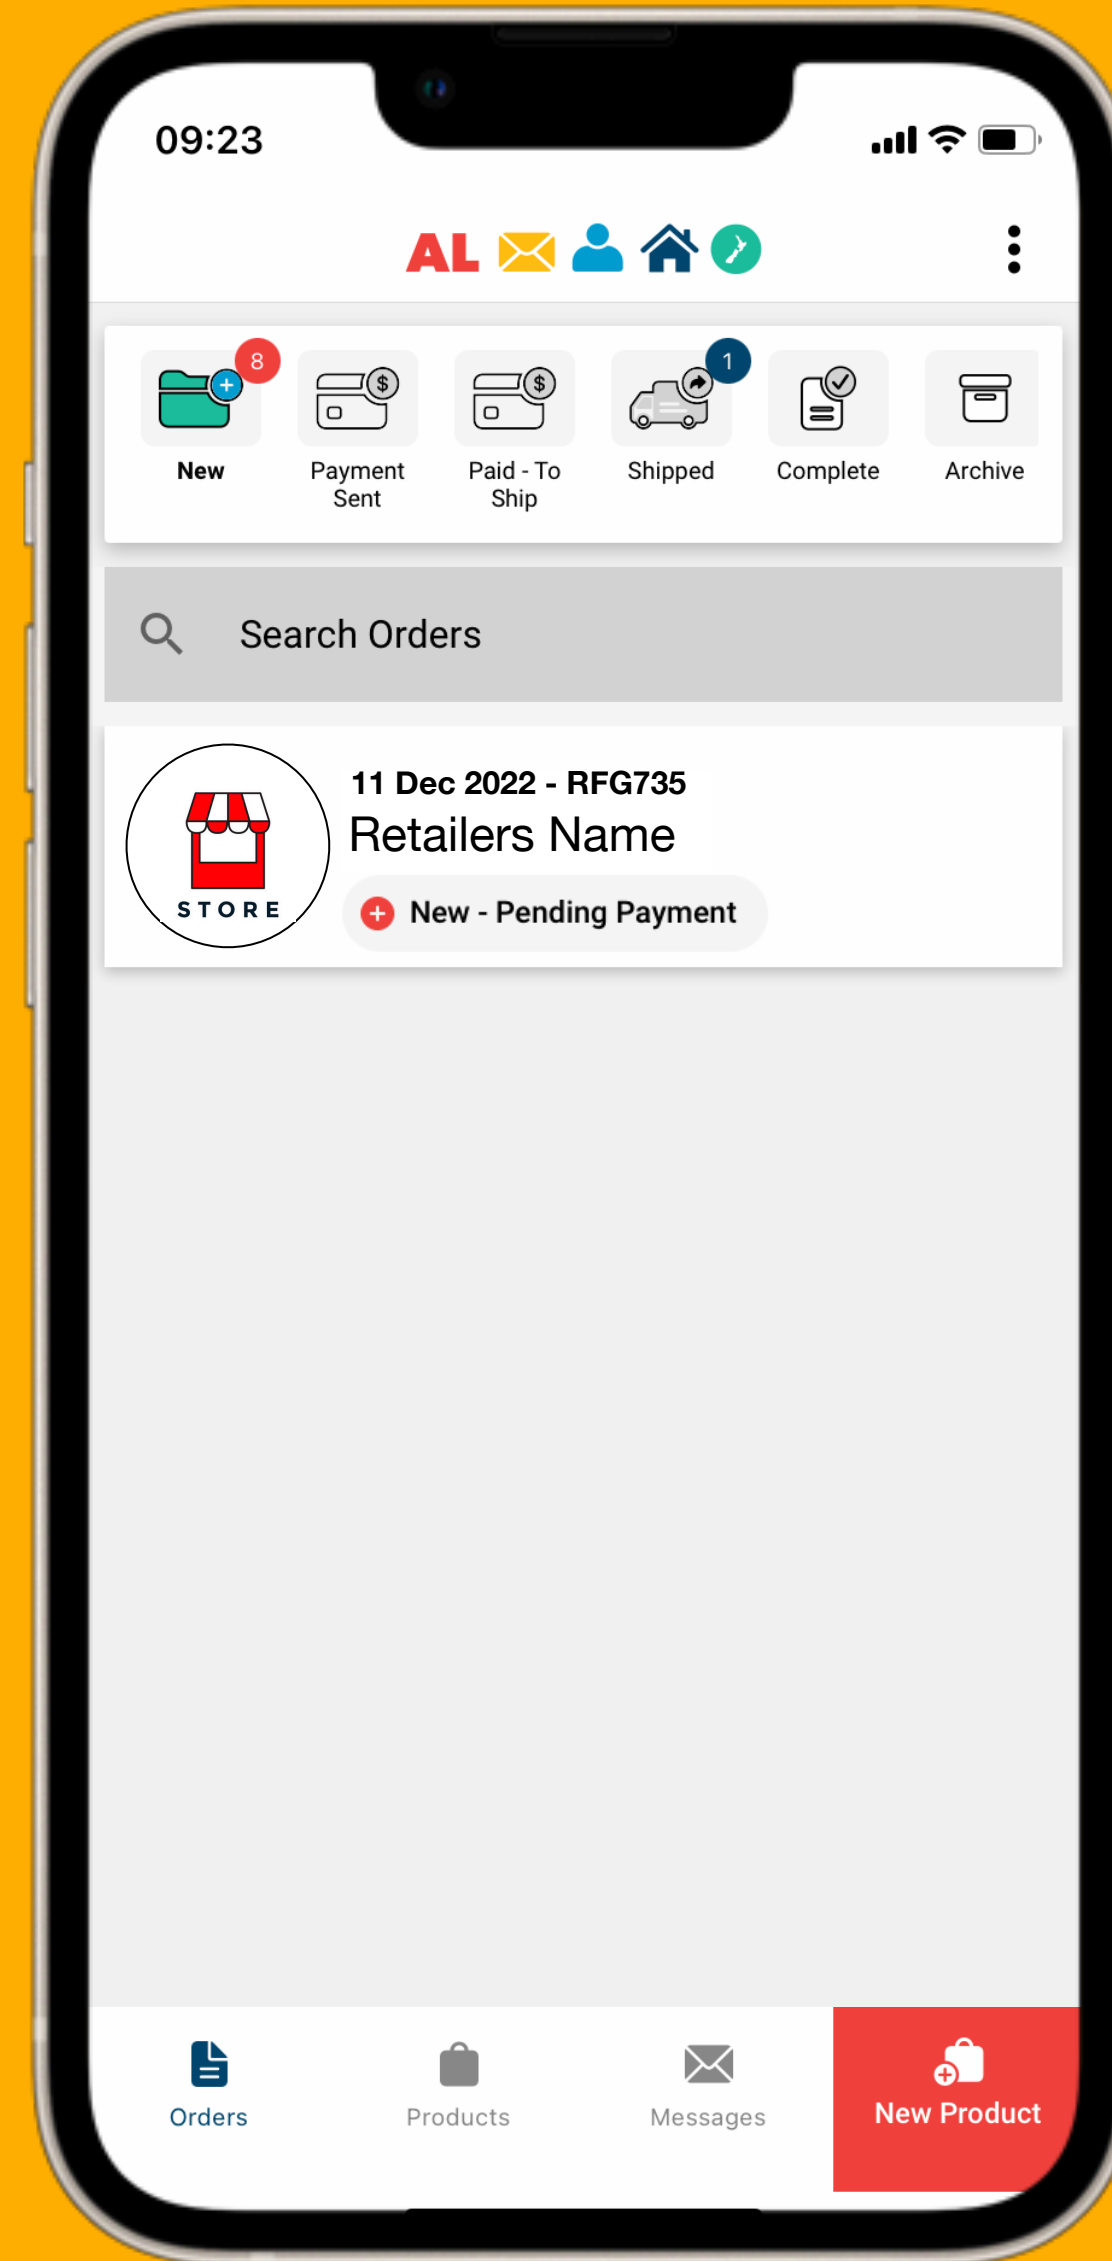 09:23
AL
8
1
New
Payment
Sent
Paid - To
Ship
Shipped
Complete
Archive
Search Orders
11 Dec 2022 - RFG735
Retailers Name
STORE
New - Pending Payment
Orders
Products
Messages
New Product